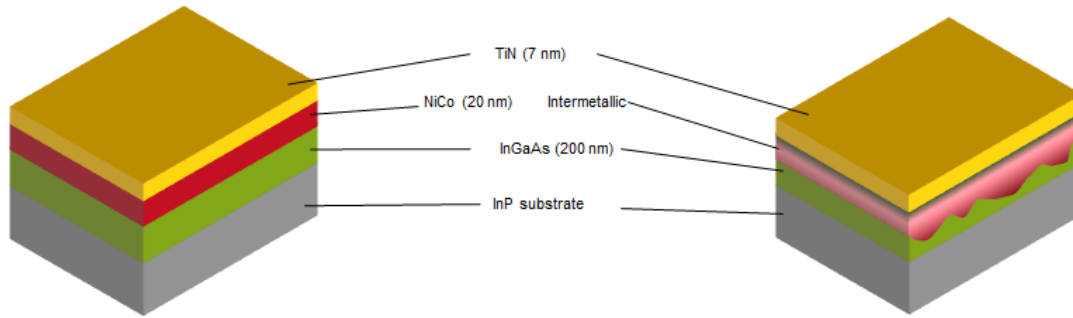 TiN (7 nm)
NiCo (20 nm) Intermetallic
InGaAs (200 nm)
InP substrate